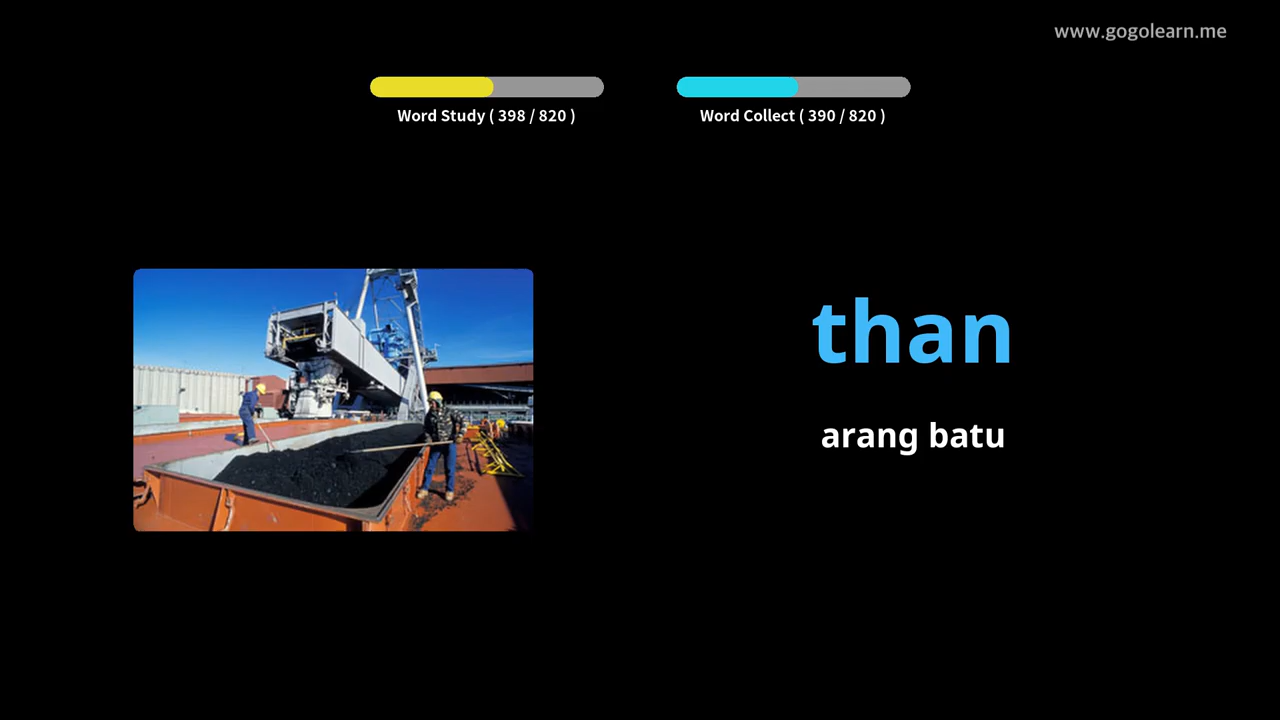 www.gogolearn.me
Word Study ( 398 / 820 )
Word Collect ( 390 / 820 )
than
arang batu